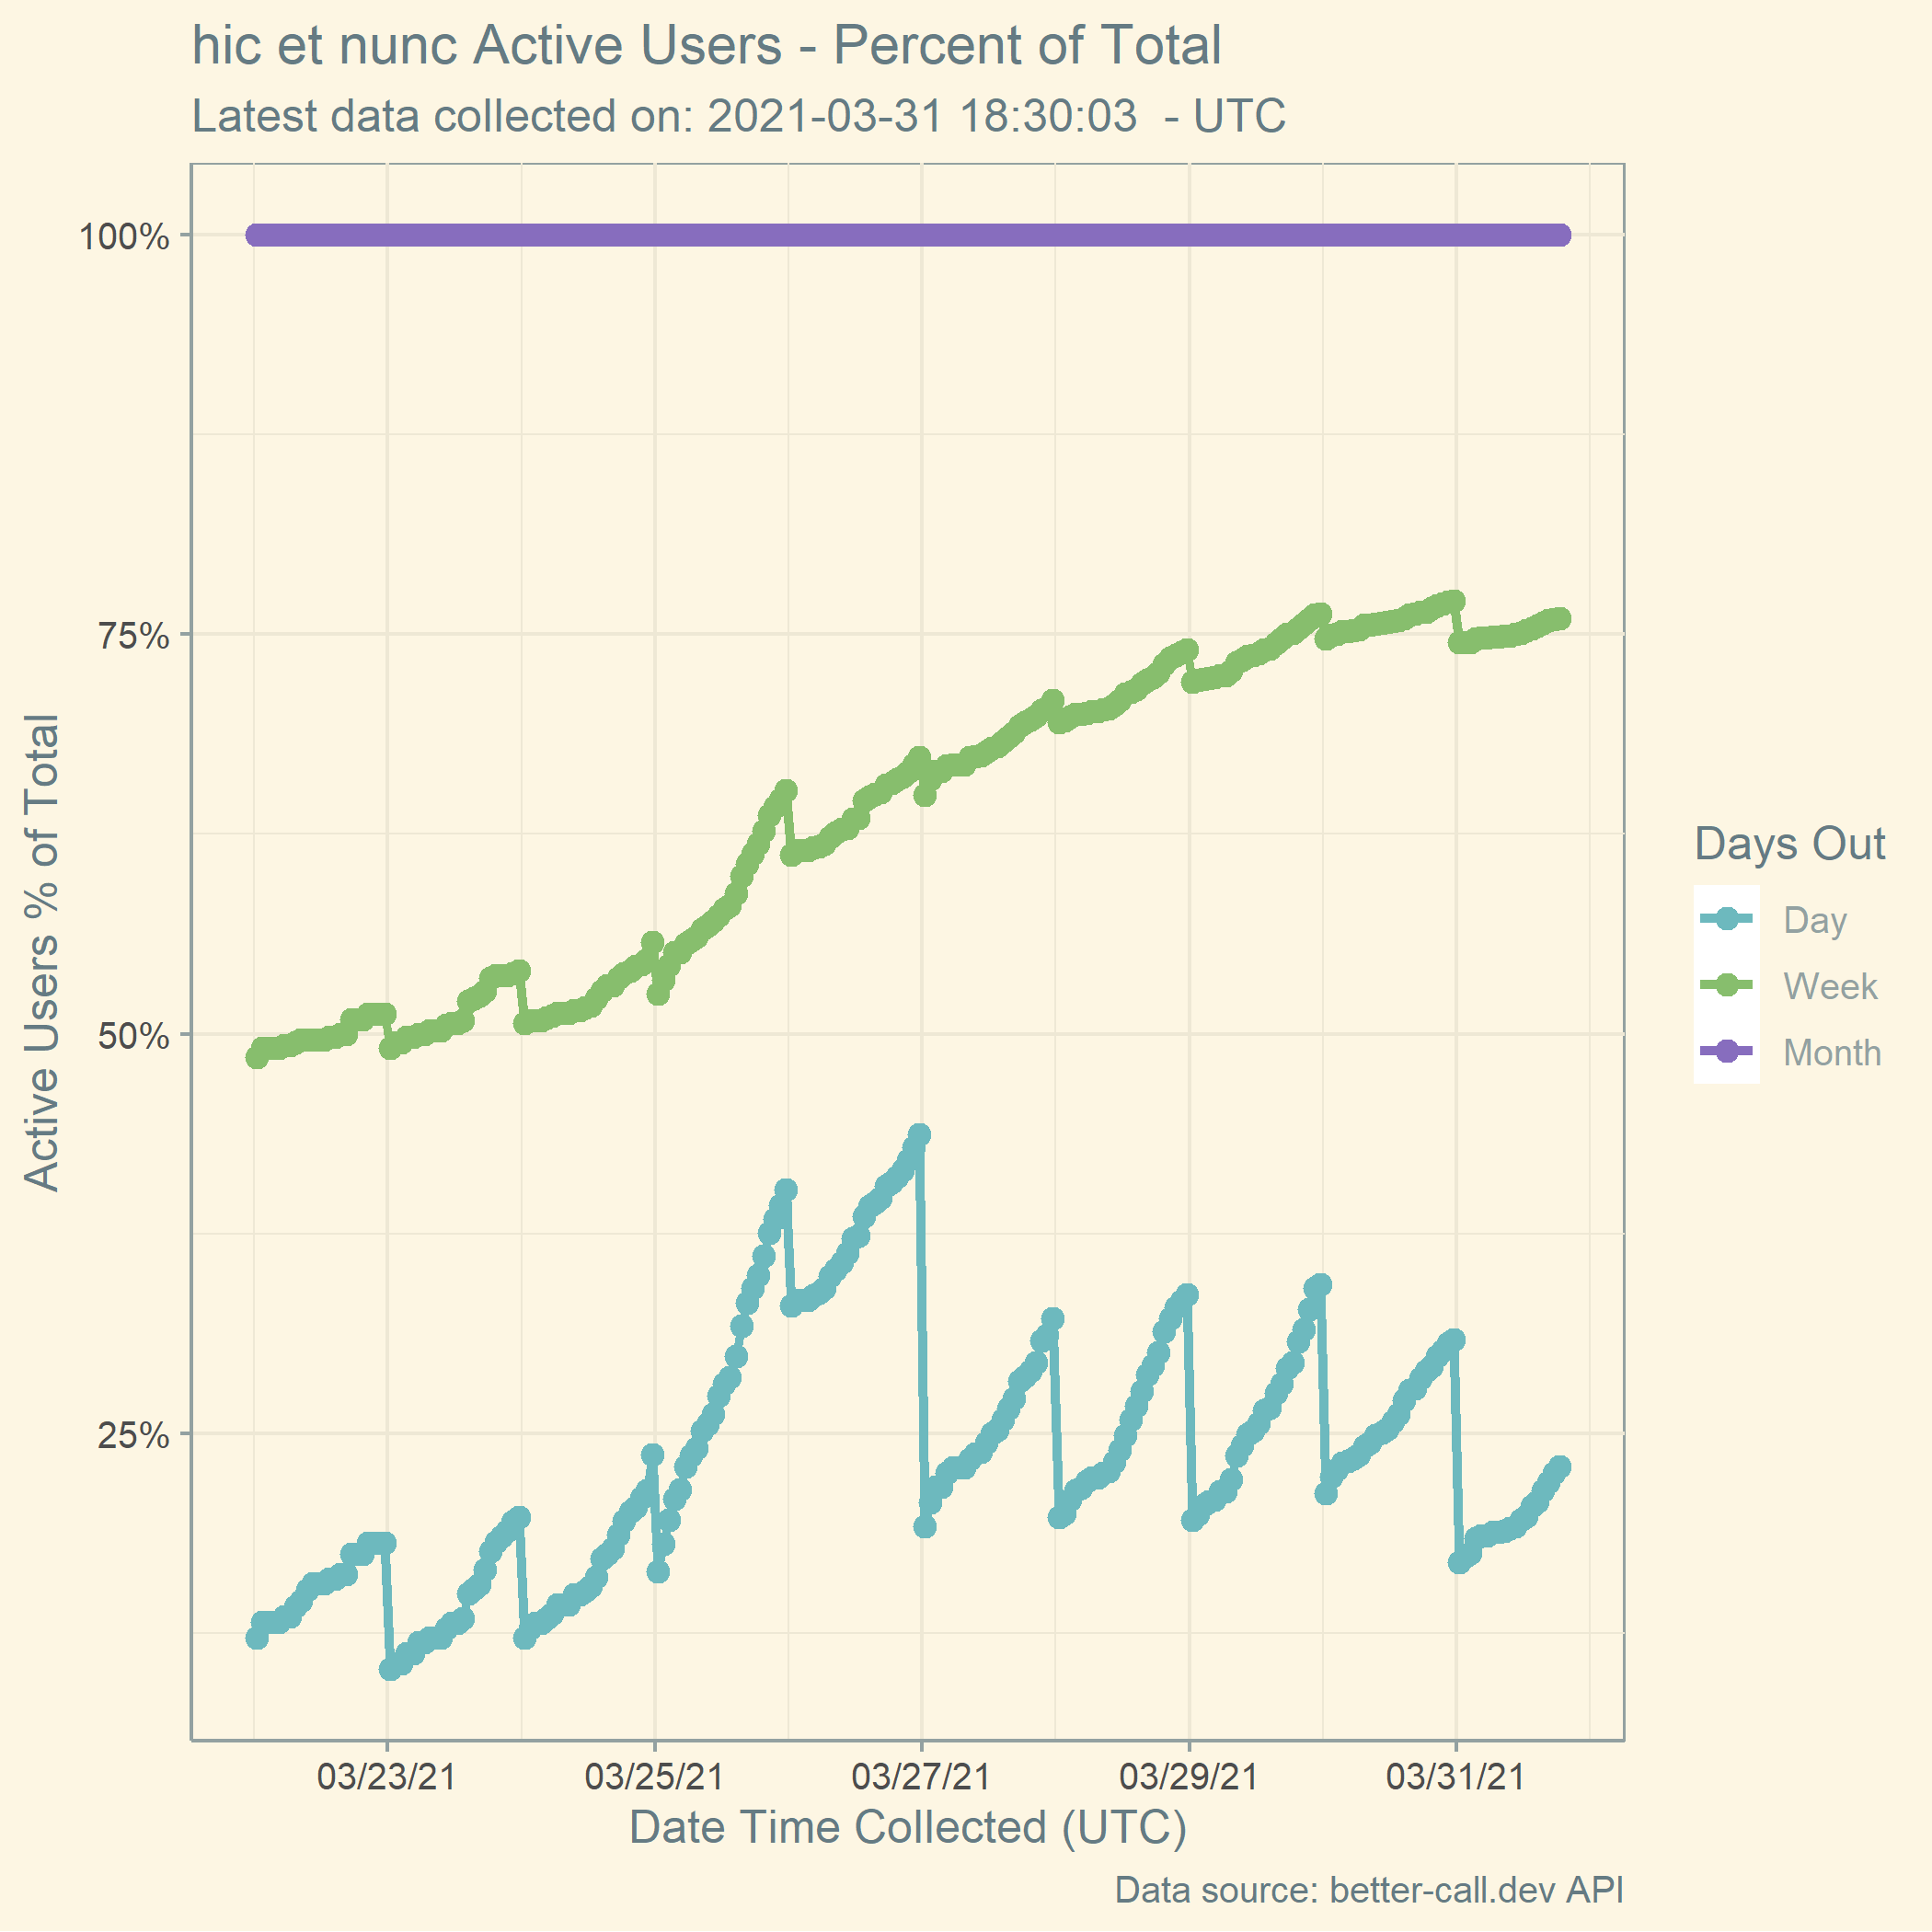 hic et nunc Active Users - Percent of Total
Latest data collected on: 2021-03-31 18:30:03  - UTC
Active Users % of Total
100%
75%
50%
25%
03/23/21
03/25/21
03/27/21
03/29/21
03/31/21
Date Time Collected (UTC)
Days Out
Day
Week
Month
Data source: better-call.dev API